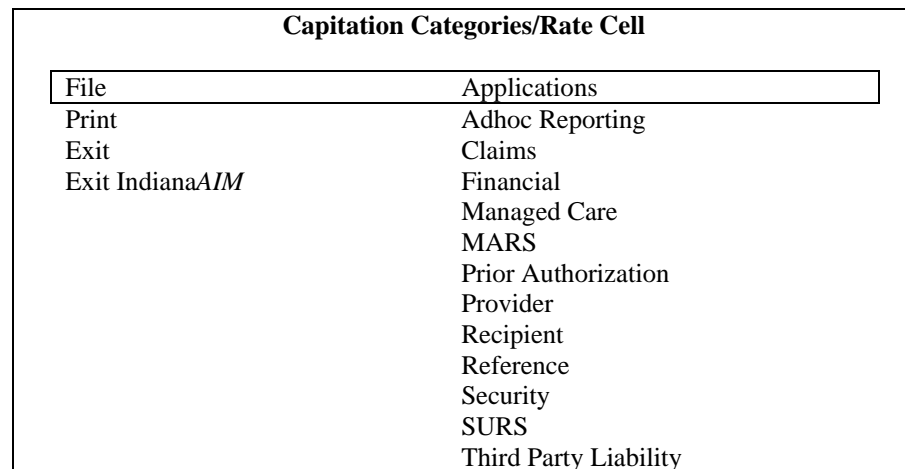 Capitation Categories/Rate Cell
File Applications
Print Adhoc Reporting
Exit Claims
Exit IndianaAIM Financial
Managed Care
MARS
Prior Authorization
Provider
Recipient
Reference
Security
SURS
Third Party Liability